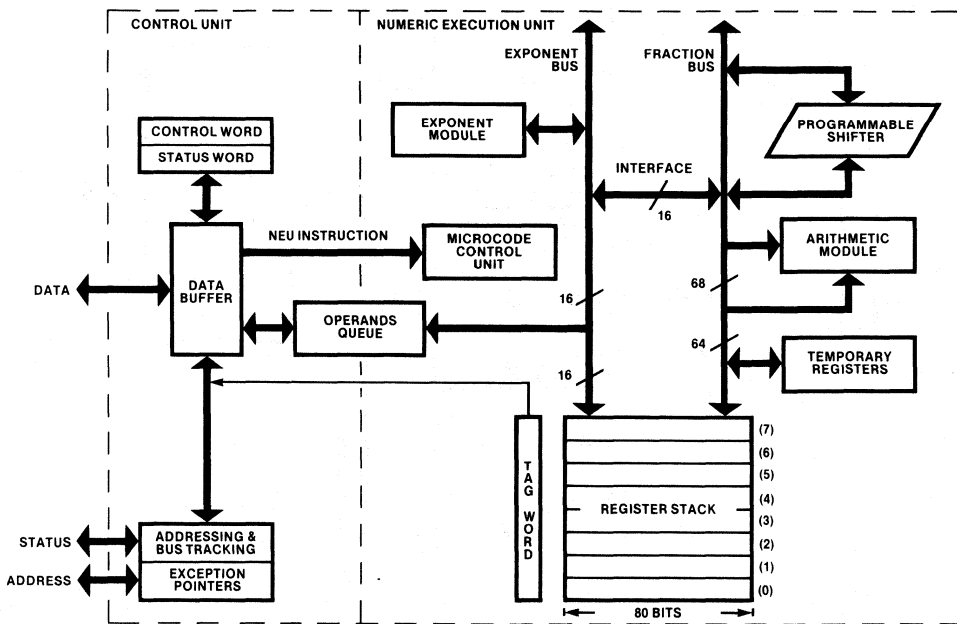 CONTROL UNIT
NUMERIC EXECUTION UNIT
EXPONENT
BUS
FRACTION
BUS
CONTROL WORD
STATUS WORD
EXPONENT
MODULE
PROGRAMMABLE
SHIFTER
INTERFACE
16
NEU INSTRUCTION
MICROCODE
CONTROL
UNIT
ARITHMETIC
MODULE
DATA
DATA
BUFFER
OPERANDS
QUEUE
16
68
64
16
TEMPORARY
REGISTERS
TAG WORD
REGISTER STACK
(7)
(6)
(5)
(4)
(3)
(2)
(1)
(0)
80 BITS
STATUS
ADDRESS
ADDRESSING &
BUS TRACKING
EXCEPTION
POINTERS